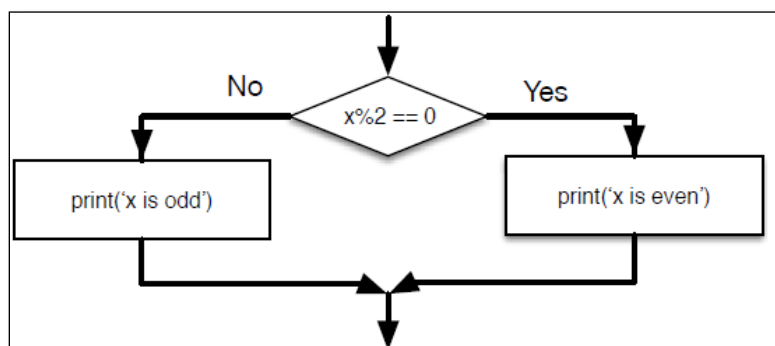 No
Yes
x%2 == 0
print(‘x is odd’)
print(‘x is even’)